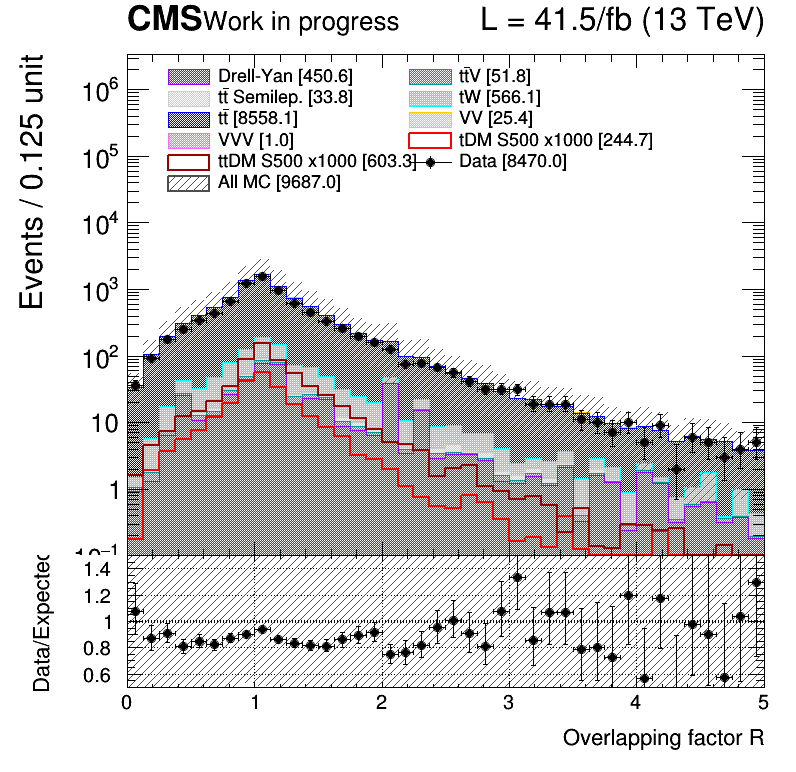 CMS Work in progress L = 41.5/fb (13 TeV)
Drell-Yan [450.6] tt̄V [51.8]
tt̄ Semilep. [33.8] tW [566.1]
tt̄ [8558.1] VV [25.4]
VVV [1.0] tDM S500 x1000 [244.7]
ttDM S500 x1000 [603.3] Data [8470.0]
All MC [9687.0]
Events / 0.125 unit
10⁶
10⁵
10⁴
10³
10²
10
1
10⁻¹
Data/Expected
1.4
1.2
1
0.8
0.6
0 1 2 3 4 5
Overlapping factor R